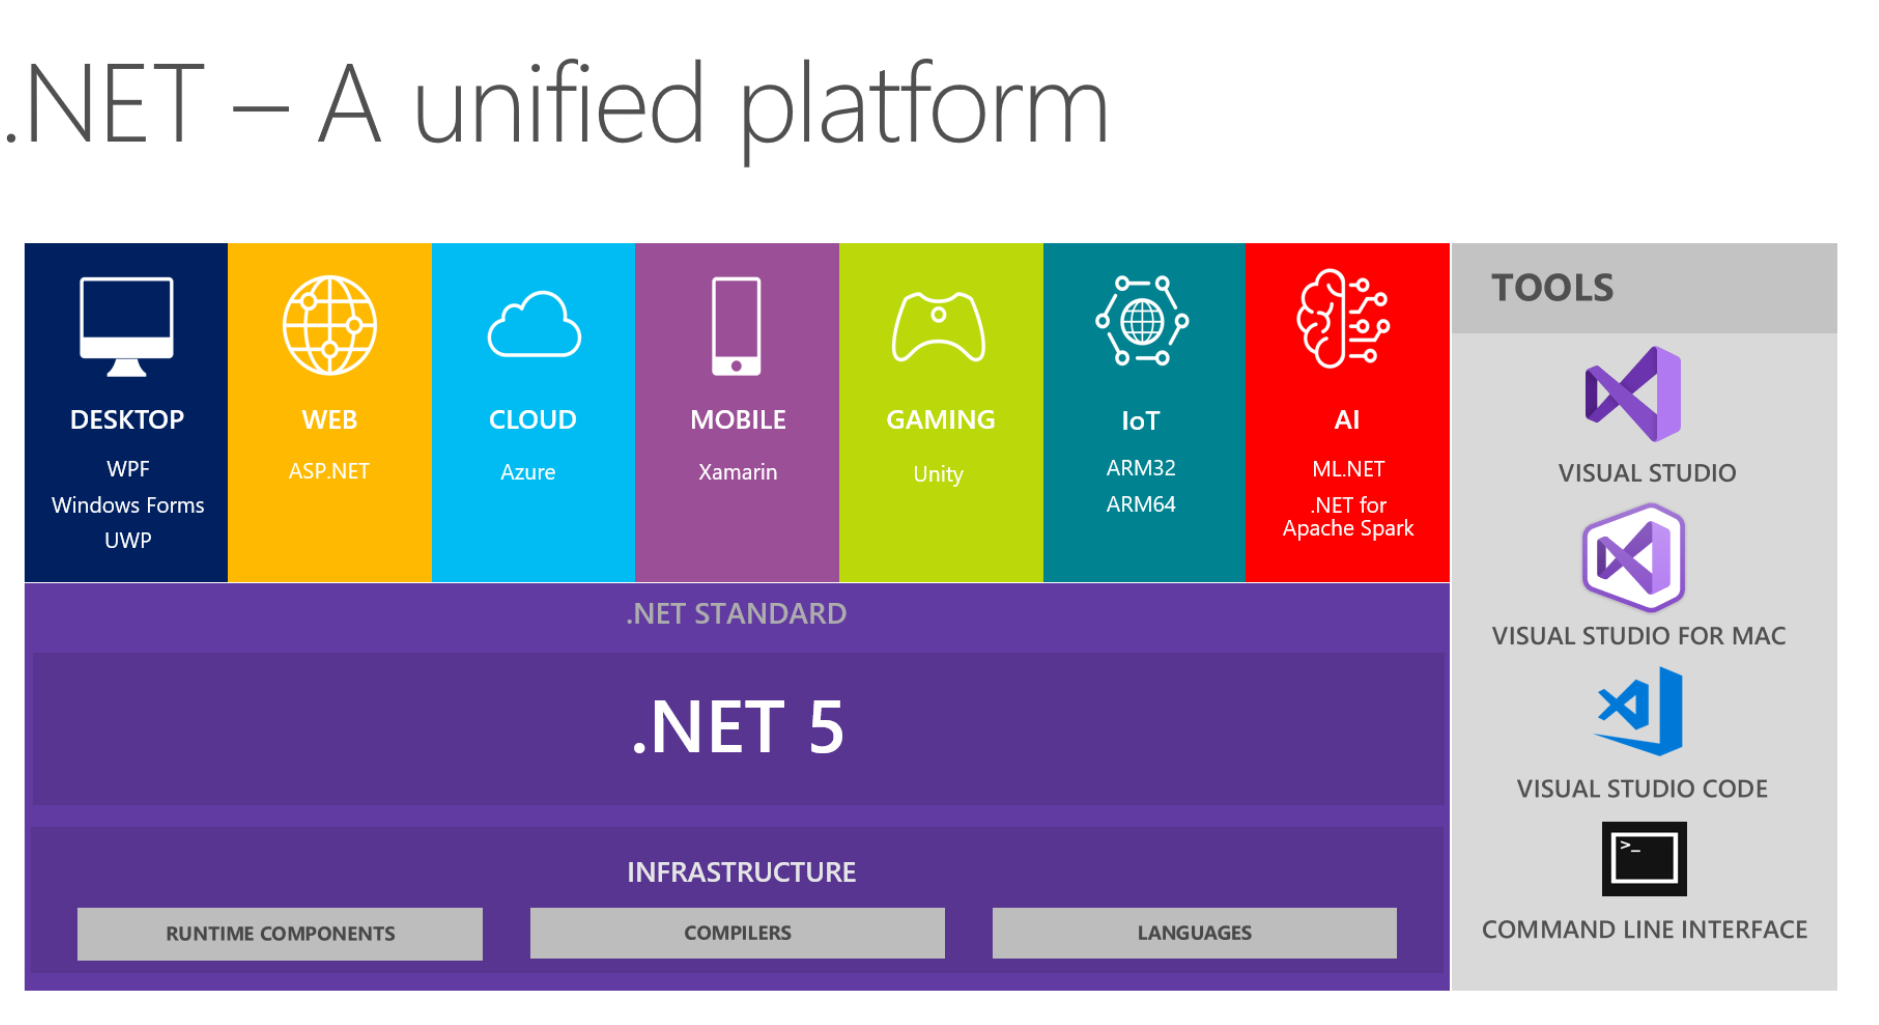 .NET – A unified platform
DESKTOP
WPF
Windows Forms
UWP
WEB
ASP.NET
CLOUD
Azure
MOBILE
Xamarin
GAMING
Unity
IoT
ARM32
ARM64
AI
ML.NET
.NET for
Apache Spark
.NET STANDARD
.NET 5
INFRASTRUCTURE
RUNTIME COMPONENTS
COMPILERS
LANGUAGES
TOOLS
VISUAL STUDIO
VISUAL STUDIO FOR MAC
VISUAL STUDIO CODE
>_
COMMAND LINE INTERFACE